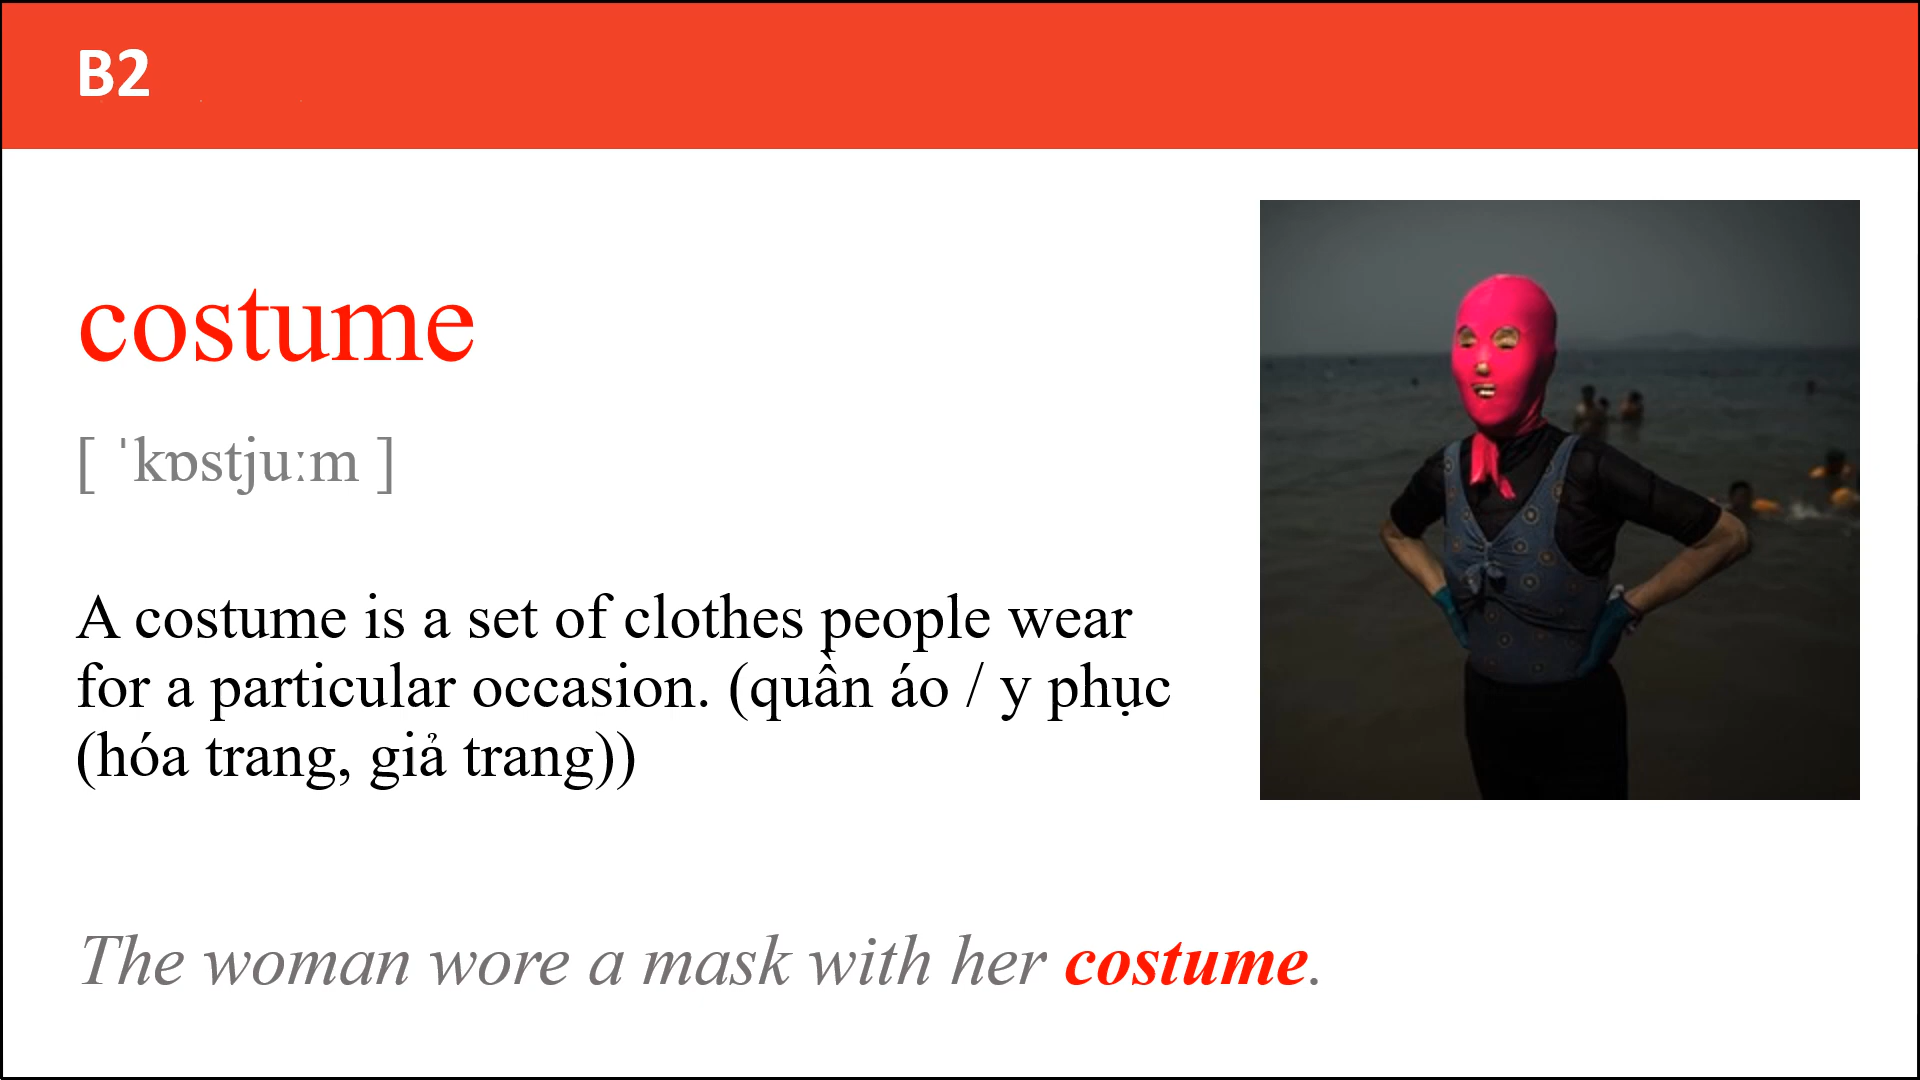 B2
costume
[ ˈkɒstjuːm ]
A costume is a set of clothes people wear
for a particular occasion. (quần áo / y phục
(hóa trang, giả trang))
The woman wore a mask with her costume.